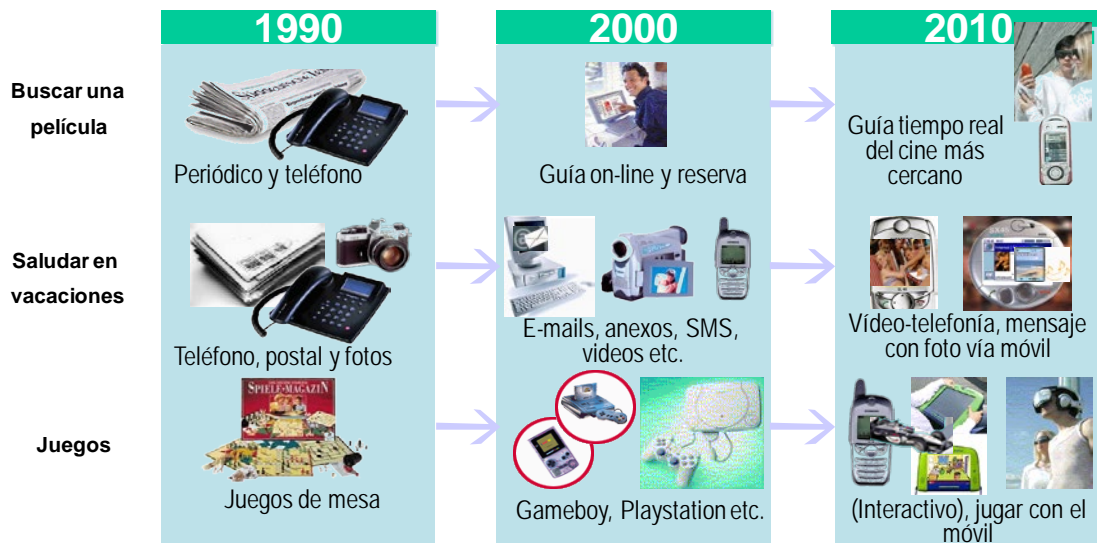 1990
2000
2010
Buscar una
película
Periódico y teléfono
Guía on-line y reserva
Guía tiempo real
del cine más
cercano
Saludar en
vacaciones
Teléfono, postal y fotos
E-mails, anexos, SMS,
videos etc.
Vídeo-telefonía, mensaje
con foto vía móvil
Juegos
SPIELE-MAGAZIN
Juegos de mesa
Gameboy, Playstation etc.
(Interactivo), jugar con el
móvil